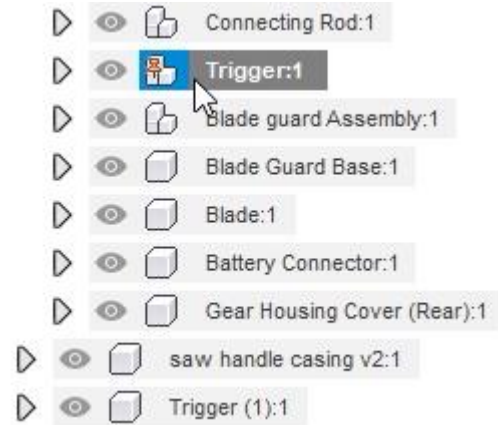 Connecting Rod:1
Trigger:1
Blade guard Assembly:1
Blade Guard Base:1
Blade:1
Battery Connector:1
Gear Housing Cover (Rear):1
saw handle casing v2:1
Trigger (1):1